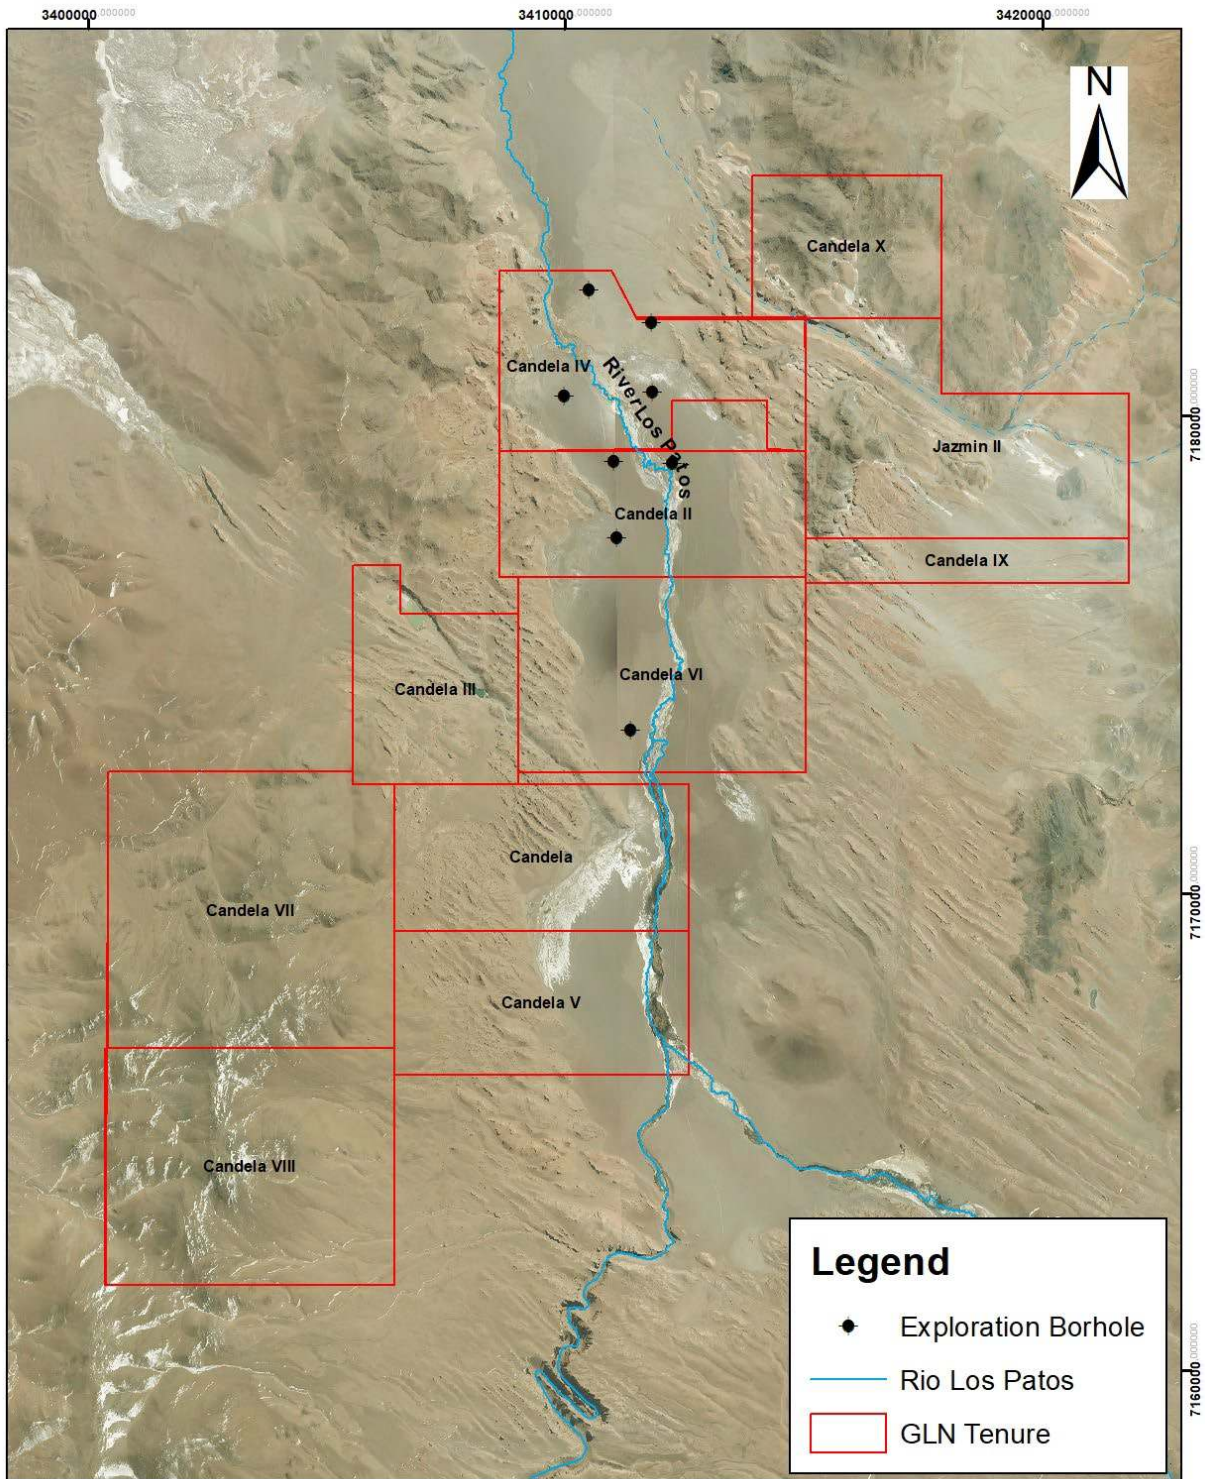 3400000,000000
3410000,000000
3420000,000000
N
Candela X
Candela IV
RiverLos Patos
7180000,000000
Jazmin II
Candela II
Candela IX
Candela VI
Candela III
Candela
7170000,000000
Candela VII
Candela V
Candela VIII
Legend
Exploration Borhole
Rio Los Patos
GLN Tenure
7160000,000000